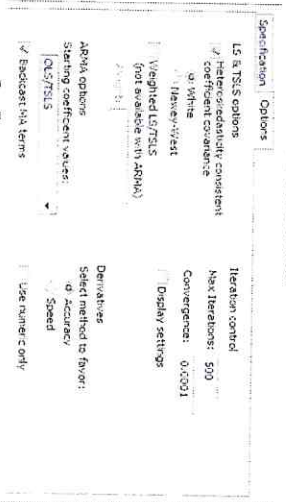 Specification Options
LS & TSLS options
Heteroskedasticity consistent
coefficient covariance
White
Newey-West
Weighted LS/TSLS
(not available with ARMA)
ARMA options
Starting coefficient values:
OLS/TSLS
Backcast MA terms
Iteration control
Max Iterations: 500
Convergence: 0.0001
Display settings
Derivatives
Select method to favor:
Accuracy
Speed
Use numeric only